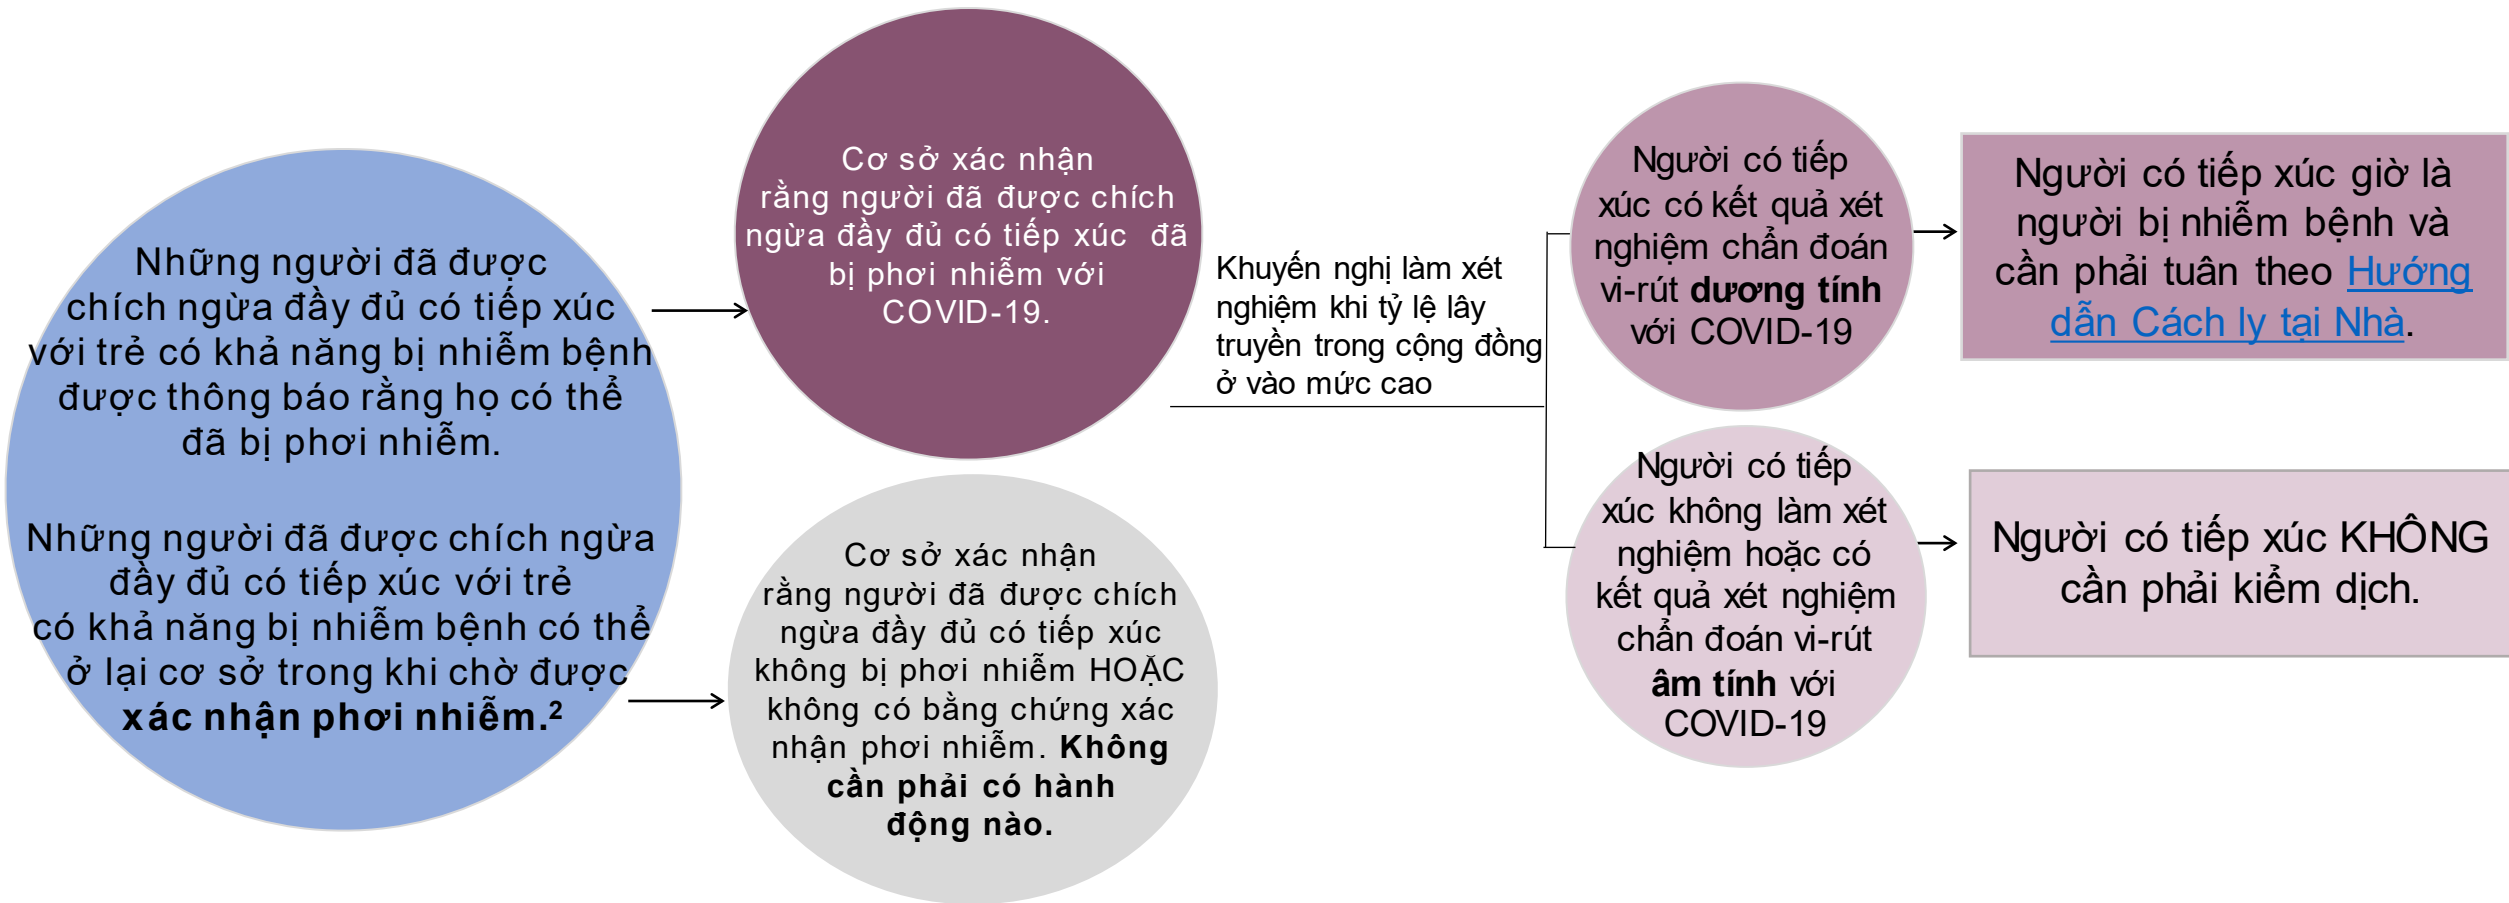 Những người đã được
chích ngừa đầy đủ có tiếp xúc
với trẻ có khả năng bị nhiễm bệnh
được thông báo rằng họ có thể
đã bị phơi nhiễm.
Những người đã được chích ngừa
đầy đủ có tiếp xúc với trẻ
có khả năng bị nhiễm bệnh có thể
ở lại cơ sở trong khi chờ được
xác nhận phơi nhiễm.²
Cơ sở xác nhận
rằng người đã được chích
ngừa đầy đủ có tiếp xúc đã
bị phơi nhiễm với
COVID-19.
Cơ sở xác nhận
rằng người đã được chích
ngừa đầy đủ có tiếp xúc
không bị phơi nhiễm HOẶC
không có bằng chứng xác
nhận phơi nhiễm. Không
cần phải có hành
động nào.
Khuyến nghị làm xét
nghiệm khi tỷ lệ lây
truyền trong cộng đồng
ở vào mức cao
Người có tiếp
xúc có kết quả xét
nghiệm chẩn đoán
vi-rút dương tính
với COVID-19
Người có tiếp xúc giờ là
người bị nhiễm bệnh và
cần phải tuân theo Hướng
dẫn Cách ly tại Nhà.
Người có tiếp
xúc không làm xét
nghiệm hoặc có
kết quả xét nghiệm
chẩn đoán vi-rút
âm tính với
COVID-19
Người có tiếp xúc KHÔNG
cần phải kiểm dịch.